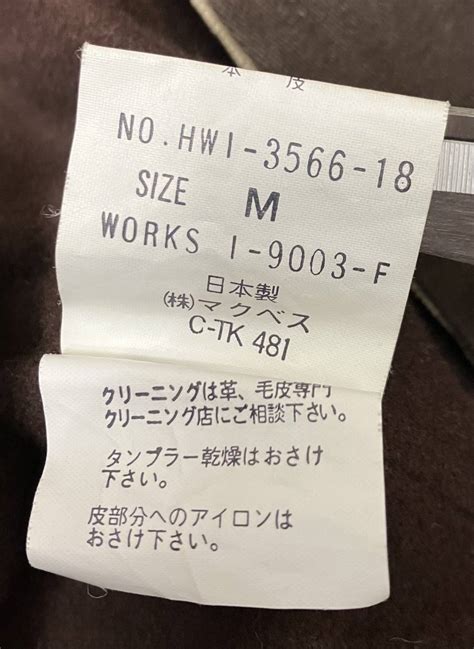 本皮
NO.HWI-3566-18
SIZE M
WORKS I-9003-F
日本製
(株)マクベス
C-TK 481
クリーニングは革、毛皮専門
クリーニング店にご相談下さい。
タンブラー乾燥はおさけ
下さい。
皮部分へのアイロンは
おさけ下さい。